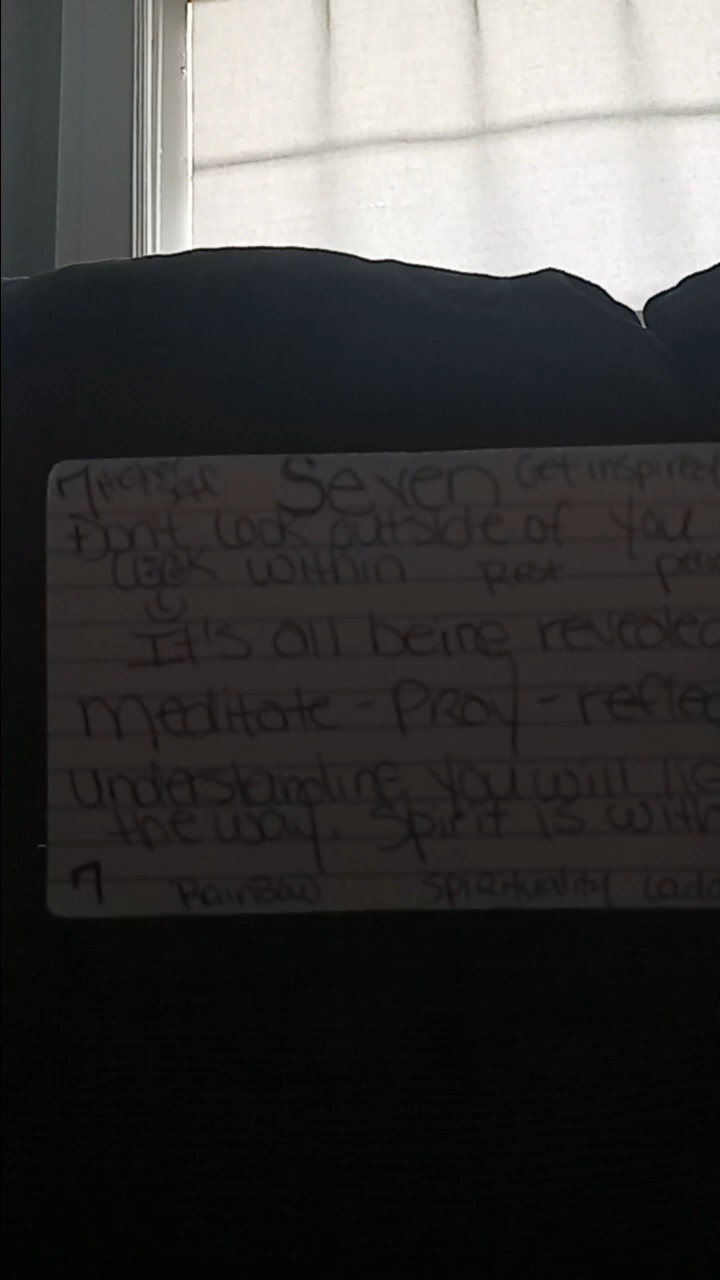 7 Higher Self Seven Get inspired
Don't Look outside of you
Look within Rest
It's all being revealed
Meditate - Pray - reflec
Understanding You will
the way. Spirit is with
7 Rainbow Spirituality